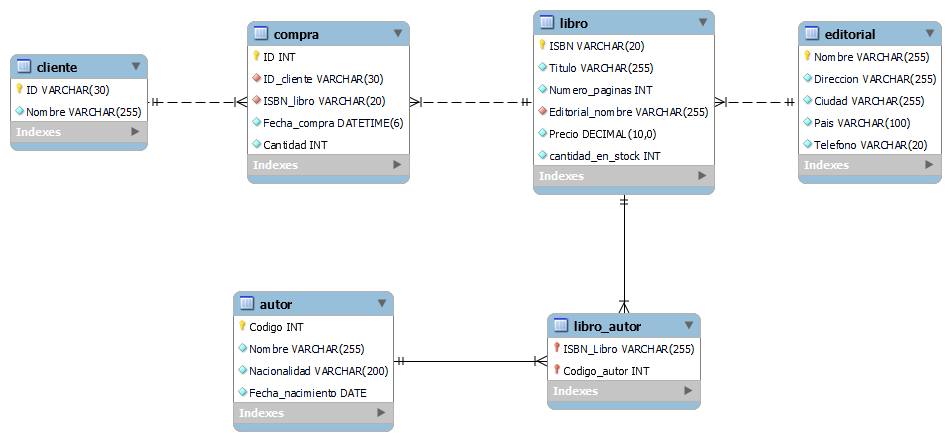 cliente
ID VARCHAR(30)
Nombre VARCHAR(255)
Indexes
compra
ID INT
ID_cliente VARCHAR(30)
ISBN_libro VARCHAR(20)
Fecha_compra DATETIME(6)
Cantidad INT
Indexes
libro
ISBN VARCHAR(20)
Titulo VARCHAR(255)
Numero_paginas INT
Editorial_nombre VARCHAR(255)
Precio DECIMAL(10,0)
cantidad_en_stock INT
Indexes
editorial
Nombre VARCHAR(255)
Direccion VARCHAR(255)
Ciudad VARCHAR(255)
Pais VARCHAR(100)
Telefono VARCHAR(20)
Indexes
autor
Codigo INT
Nombre VARCHAR(255)
Nacionalidad VARCHAR(200)
Fecha_nacimiento DATE
Indexes
libro_autor
ISBN_Libro VARCHAR(255)
Codigo_autor INT
Indexes